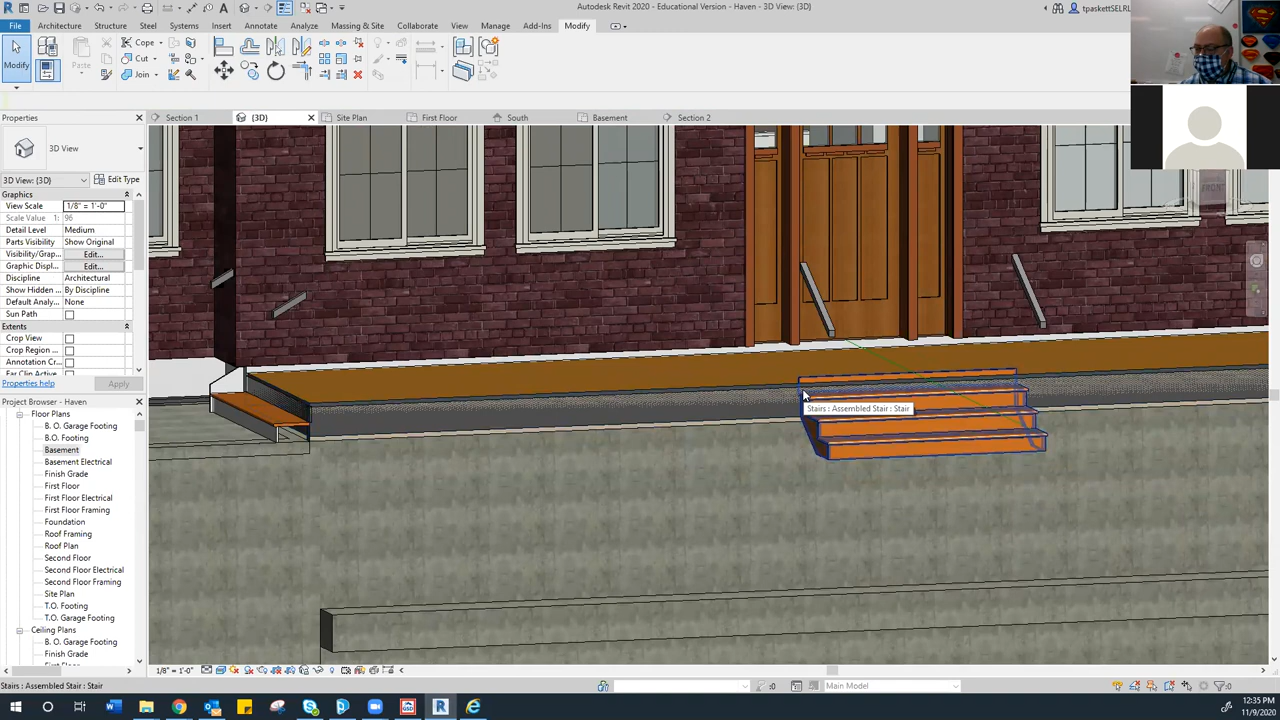 Autodesk Revit 2020 - Educational Version - Haven - 3D View: {3D}
tpaskettSELRL
File Architecture Structure Steel Systems Insert Annotate Analyze Massing & Site Collaborate View Manage Add-Ins Modify
Modify
Paste
Cope
Cut
Join
Properties
Section 1 {3D} Site Plan First Floor South Basement Section 2
3D View
3D View: {3D} Edit Type
Graphics
View Scale 1/8" = 1'-0"
Scale Value 1: 96
Detail Level Medium
Parts Visibility Show Original
Visibility/Grap... Edit...
Graphic Displ... Edit...
Discipline Architectural
Show Hidden ... By Discipline
Default Analy... None
Sun Path
Extents
Crop View
Crop Region ...
Annotation Cr...
Far Clip Active
Properties help Apply
Project Browser - Haven
Floor Plans
B. O. Garage Footing
B.O. Footing
Basement
Basement Electrical
Finish Grade
First Floor
First Floor Electrical
First Floor Framing
Foundation
Roof Framing
Roof Plan
Second Floor
Second Floor Electrical
Second Floor Framing
Site Plan
T.O. Footing
T.O. Garage Footing
Ceiling Plans
B. O. Garage Footing
Finish Grade
FRONT
Stairs : Assembled Stair : Stair
1/8" = 1'-0"
Stairs : Assembled Stair : Stair
:0
Main Model
:0
12:35 PM
11/9/2020